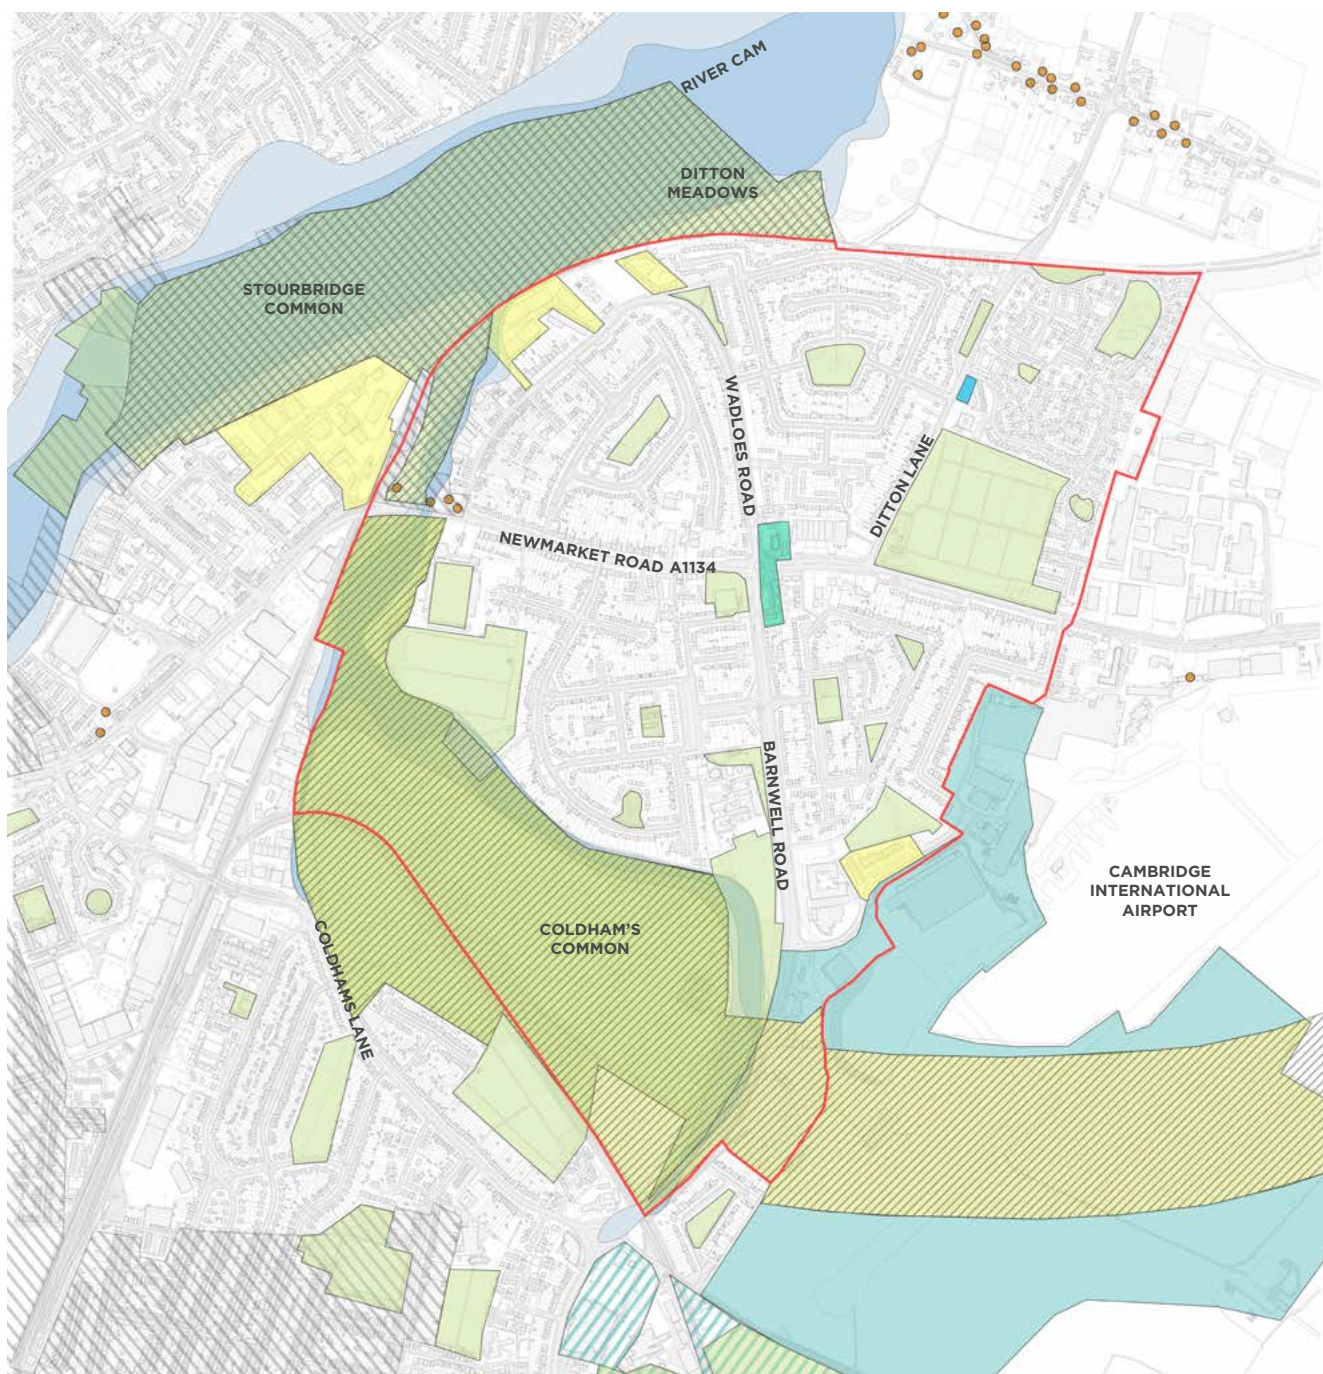 RIVER CAM
DITTON
MEADOWS
STOURBRIDGE
COMMON
WADLOES ROAD
DITTON LANE
NEWMARKET ROAD A1134
BARNWELL ROAD
CAMBRIDGE
INTERNATIONAL
AIRPORT
COLDHAM'S
COMMON
COLDHAMS LANE